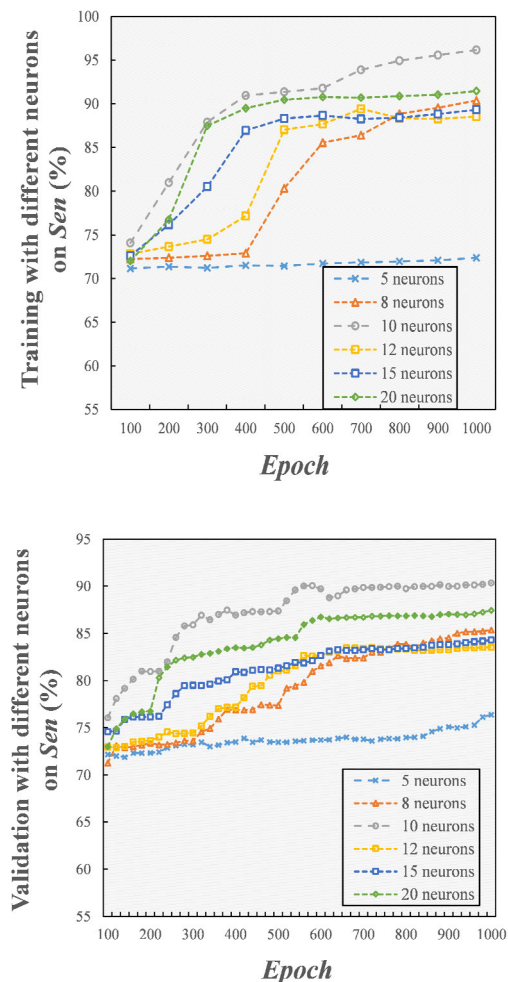 Training with different neurons
on Sen (%)
100
95
90
85
80
75
70
65
60
55
5 neurons
8 neurons
10 neurons
12 neurons
15 neurons
20 neurons
100 200 300 400 500 600 700 800 900 1000
Epoch
Validation with different neurons
on Sen (%)
95
90
85
80
75
70
65
60
55
5 neurons
8 neurons
10 neurons
12 neurons
15 neurons
20 neurons
100 200 300 400 500 600 700 800 900 1000
Epoch